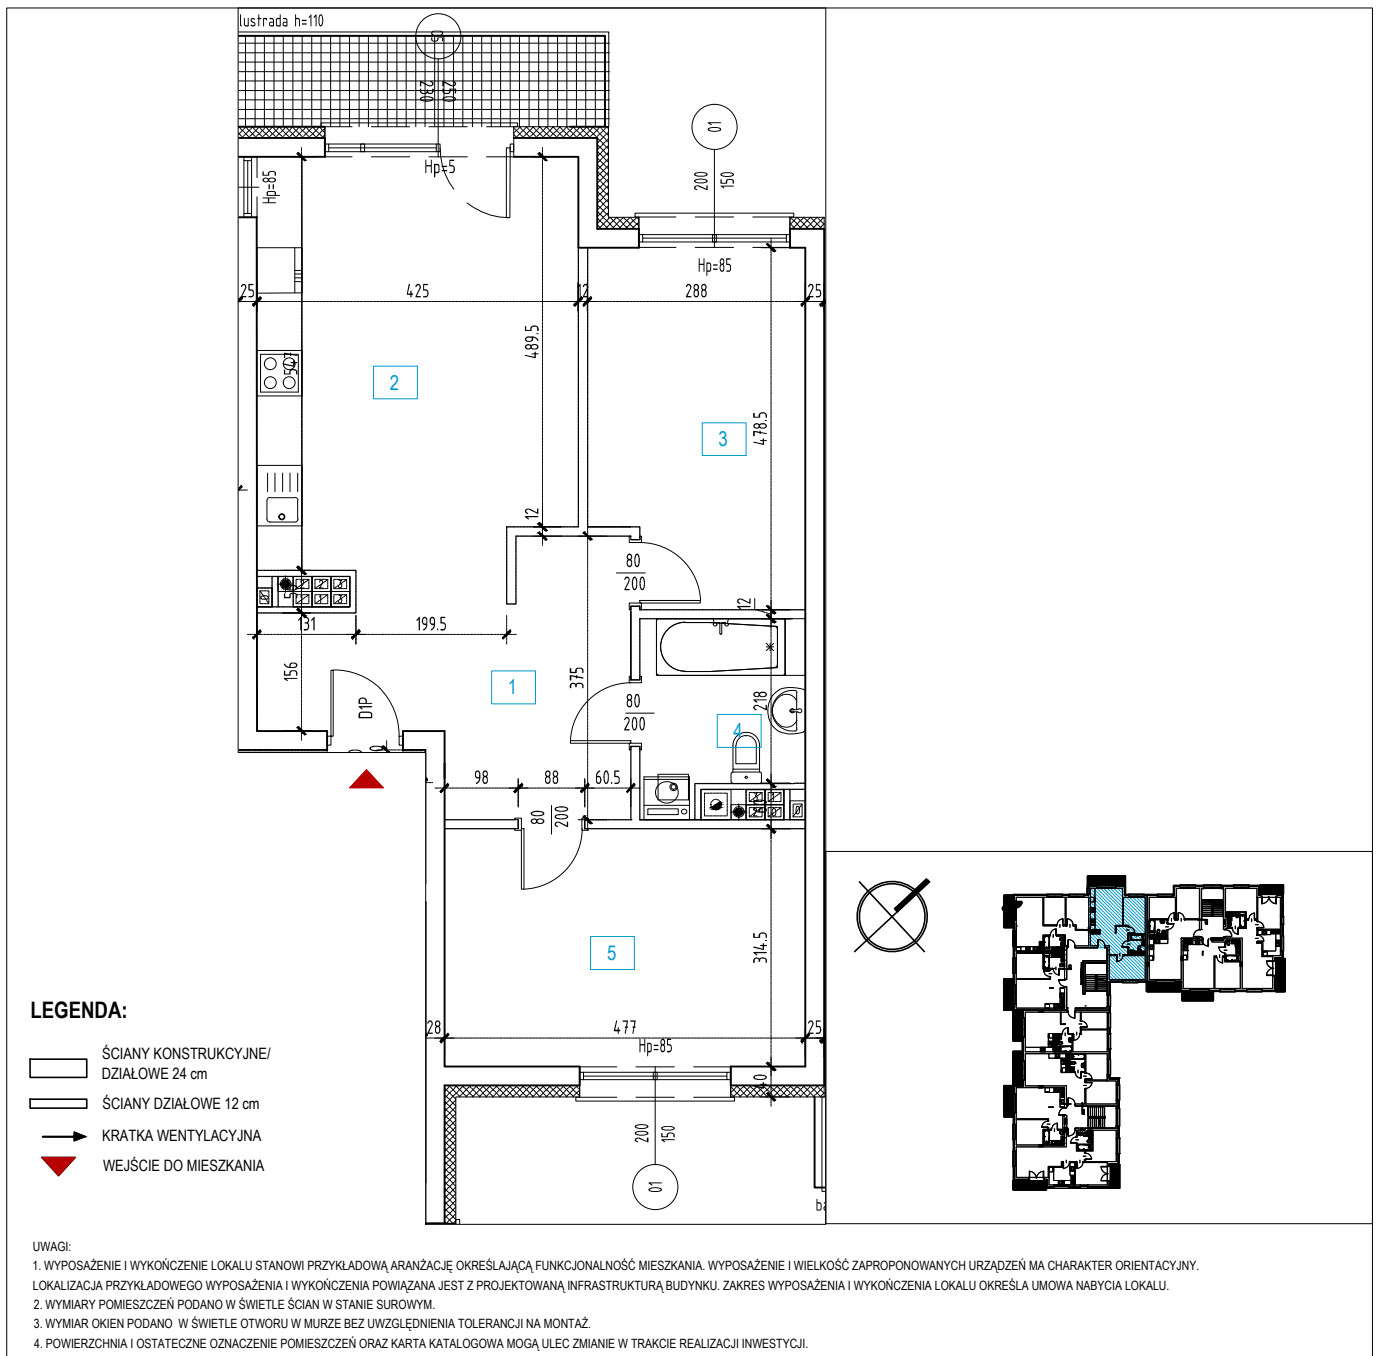 lustrada h=110
05
230
250
01
200
150
Hp=5
Hp=85
Hp=85
25
425
12
288
25
489.5
547
2
3
478.5
12
80
200
12
131
199.5
156
375
1
D1P
80
200
218
4
98
88
60.5
80
200
5
314.5
28
477
25
Hp=85
40
200
150
01
ba
LEGENDA:
ŚCIANY KONSTRUKCYJNE/
DZIAŁOWE 24 cm
ŚCIANY DZIAŁOWE 12 cm
KRATKA WENTYLACYJNA
WEJŚCIE DO MIESZKANIA
UWAGI:
1. WYPOSAŻENIE I WYKOŃCZENIE LOKALU STANOWI PRZYKŁADOWĄ ARANŻACJĘ OKREŚLAJĄCĄ FUNKCJONALNOŚĆ MIESZKANIA. WYPOSAŻENIE I WIELKOŚĆ ZAPROPONOWANYCH URZĄDZEŃ MA CHARAKTER ORIENTACYJNY.
LOKALIZACJA PRZYKŁADOWEGO WYPOSAŻENIA I WYKOŃCZENIA POWIĄZANA JEST Z PROJEKTOWANĄ INFRASTRUKTURĄ BUDYNKU. ZAKRES WYPOSAŻENIA I WYKOŃCZENIA LOKALU OKREŚLA UMOWA NABYCIA LOKALU.
2. WYMIARY POMIESZCZEŃ PODANO W ŚWIETLE ŚCIAN W STANIE SUROWYM.
3. WYMIAR OKIEN PODANO W ŚWIETLE OTWORU W MURZE BEZ UWZGLĘDNIENIA TOLERANCJI NA MONTAŻ.
4. POWIERZCHNIA I OSTATECZNE OZNACZENIE POMIESZCZEŃ ORAZ KARTA KATALOGOWA MOGĄ ULEC ZMIANIE W TRAKCIE REALIZACJI INWESTYCJI.